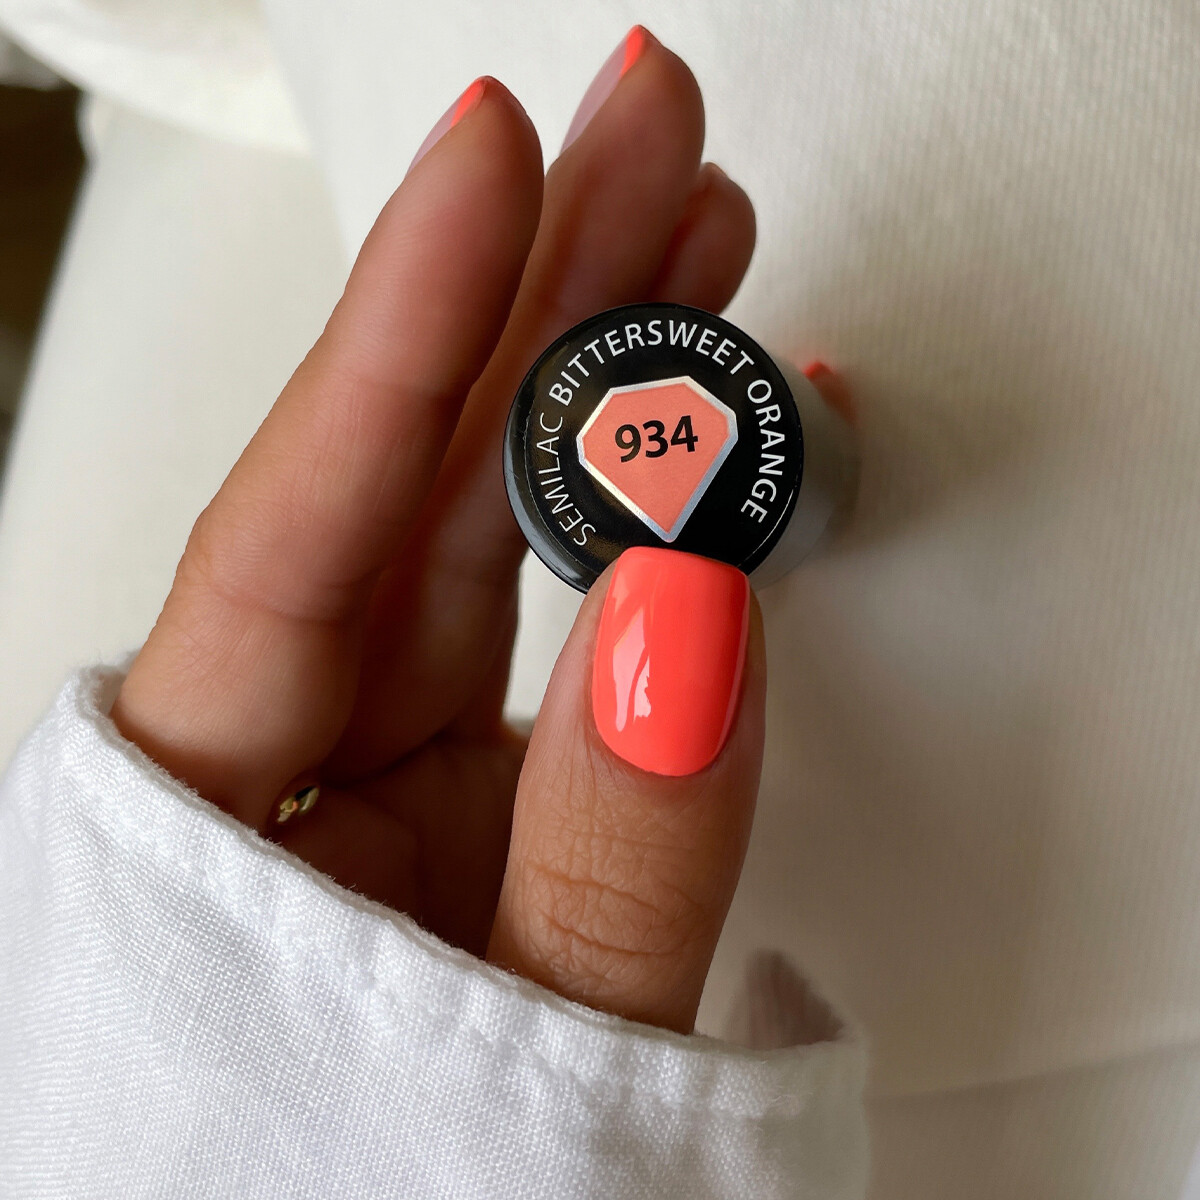 SEMILAC BITTERSWEET ORANGE
934